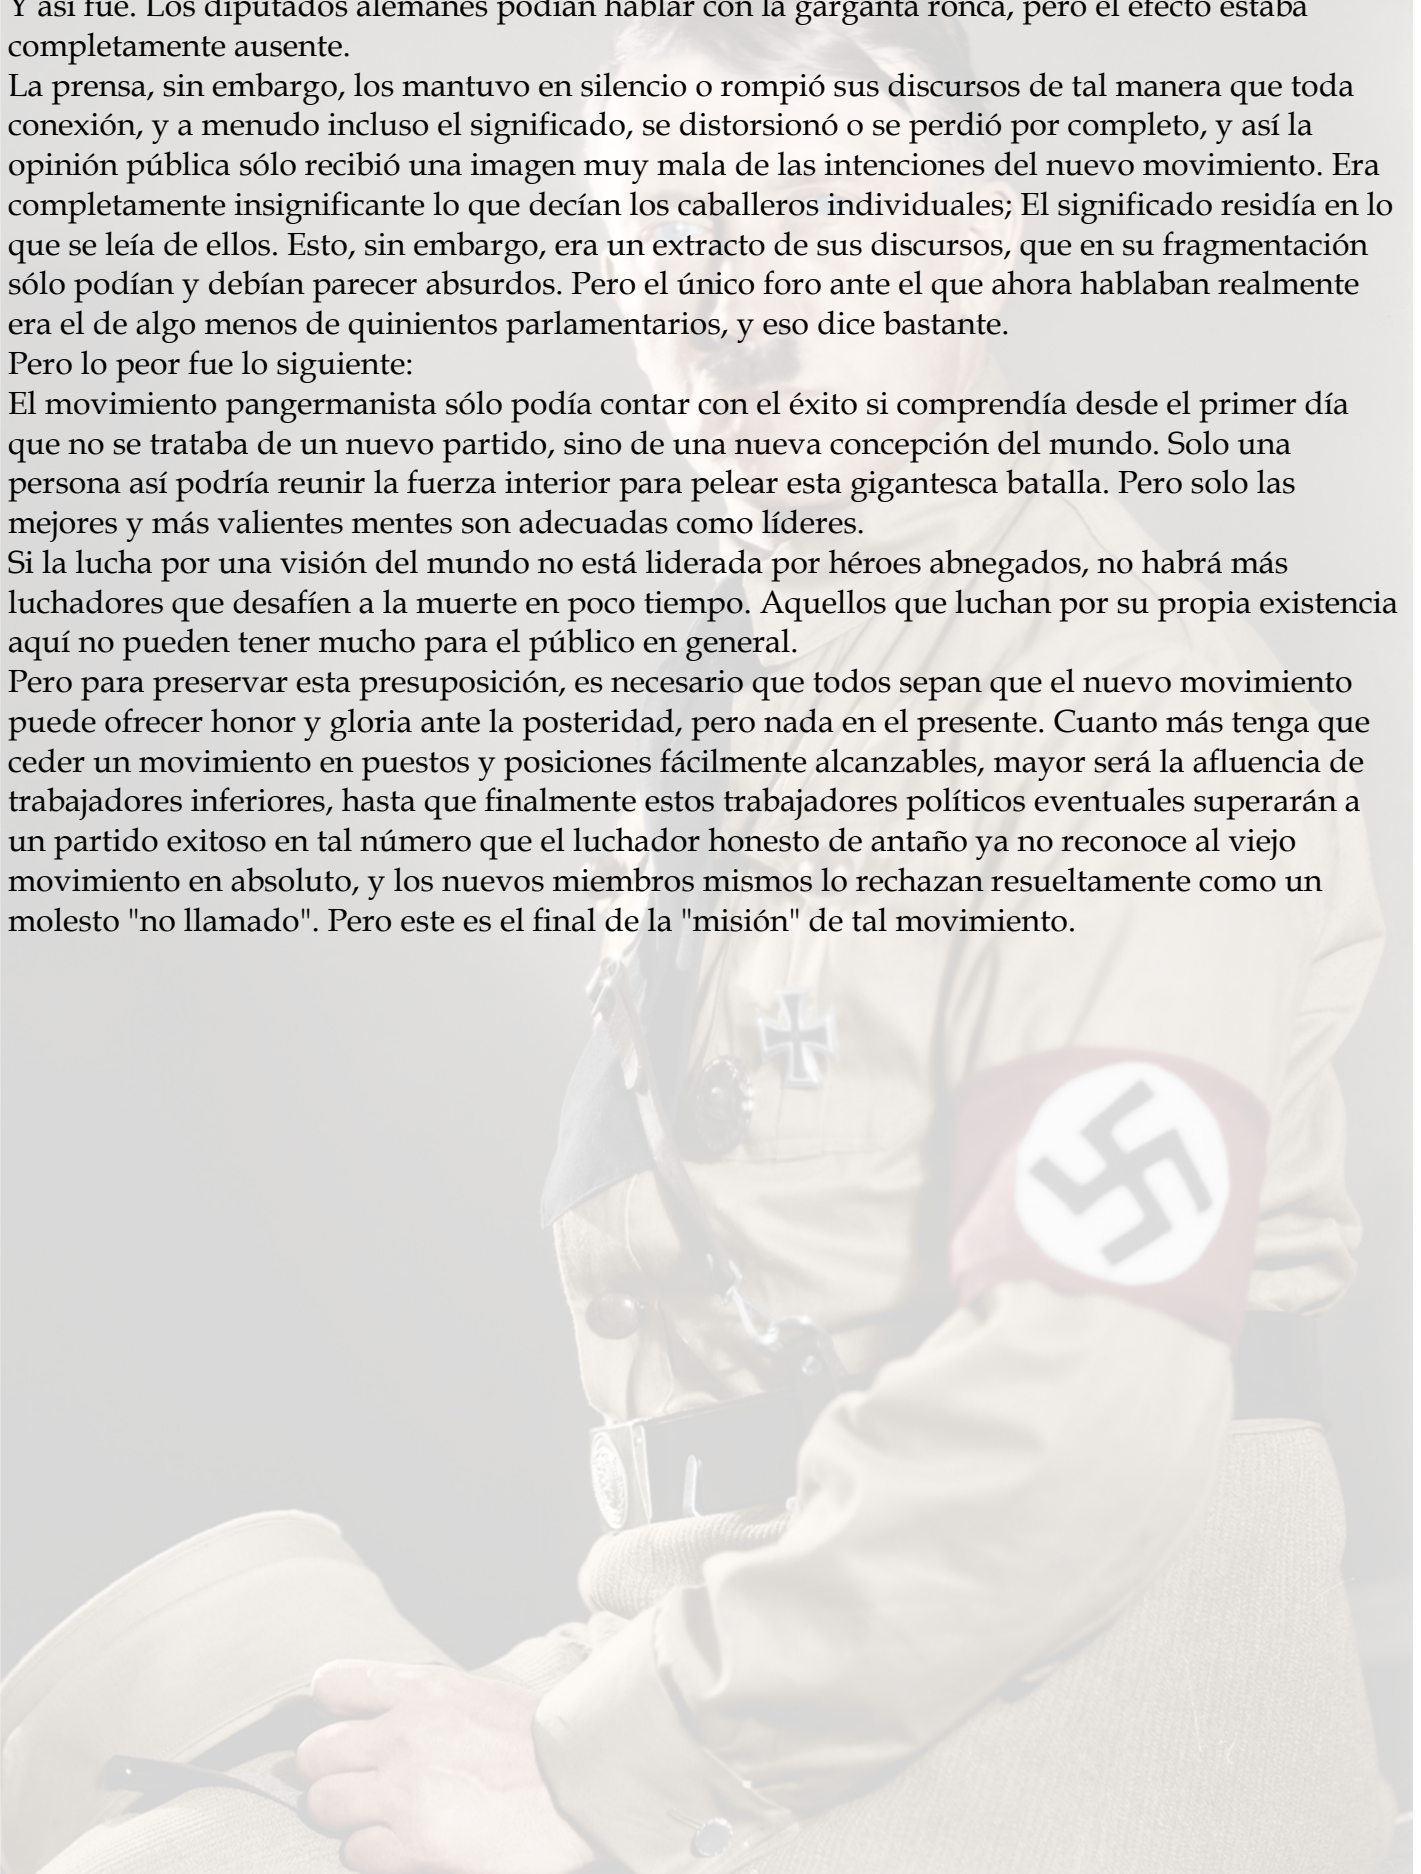 Y así fue. Los diputados alemanes podían hablar con la garganta ronca, pero el efecto estaba
completamente ausente.
La prensa, sin embargo, los mantuvo en silencio o rompió sus discursos de tal manera que toda
conexión, y a menudo incluso el significado, se distorsionó o se perdió por completo, y así la
opinión pública sólo recibió una imagen muy mala de las intenciones del nuevo movimiento. Era
completamente insignificante lo que decían los caballeros individuales; El significado residía en lo
que se leía de ellos. Esto, sin embargo, era un extracto de sus discursos, que en su fragmentación
sólo podían y debían parecer absurdos. Pero el único foro ante el que ahora hablaban realmente
era el de algo menos de quinientos parlamentarios, y eso dice bastante.
Pero lo peor fue lo siguiente:
El movimiento pangermanista sólo podía contar con el éxito si comprendía desde el primer día
que no se trataba de un nuevo partido, sino de una nueva concepción del mundo. Solo una
persona así podría reunir la fuerza interior para pelear esta gigantesca batalla. Pero solo las
mejores y más valientes mentes son adecuadas como líderes.
Si la lucha por una visión del mundo no está liderada por héroes abnegados, no habrá más
luchadores que desafíen a la muerte en poco tiempo. Aquellos que luchan por su propia existencia
aquí no pueden tener mucho para el público en general.
Pero para preservar esta presuposición, es necesario que todos sepan que el nuevo movimiento
puede ofrecer honor y gloria ante la posteridad, pero nada en el presente. Cuanto más tenga que
ceder un movimiento en puestos y posiciones fácilmente alcanzables, mayor será la afluencia de
trabajadores inferiores, hasta que finalmente estos trabajadores políticos eventuales superarán a
un partido exitoso en tal número que el luchador honesto de antaño ya no reconoce al viejo
movimiento en absoluto, y los nuevos miembros mismos lo rechazan resueltamente como un
molesto "no llamado". Pero este es el final de la "misión" de tal movimiento.